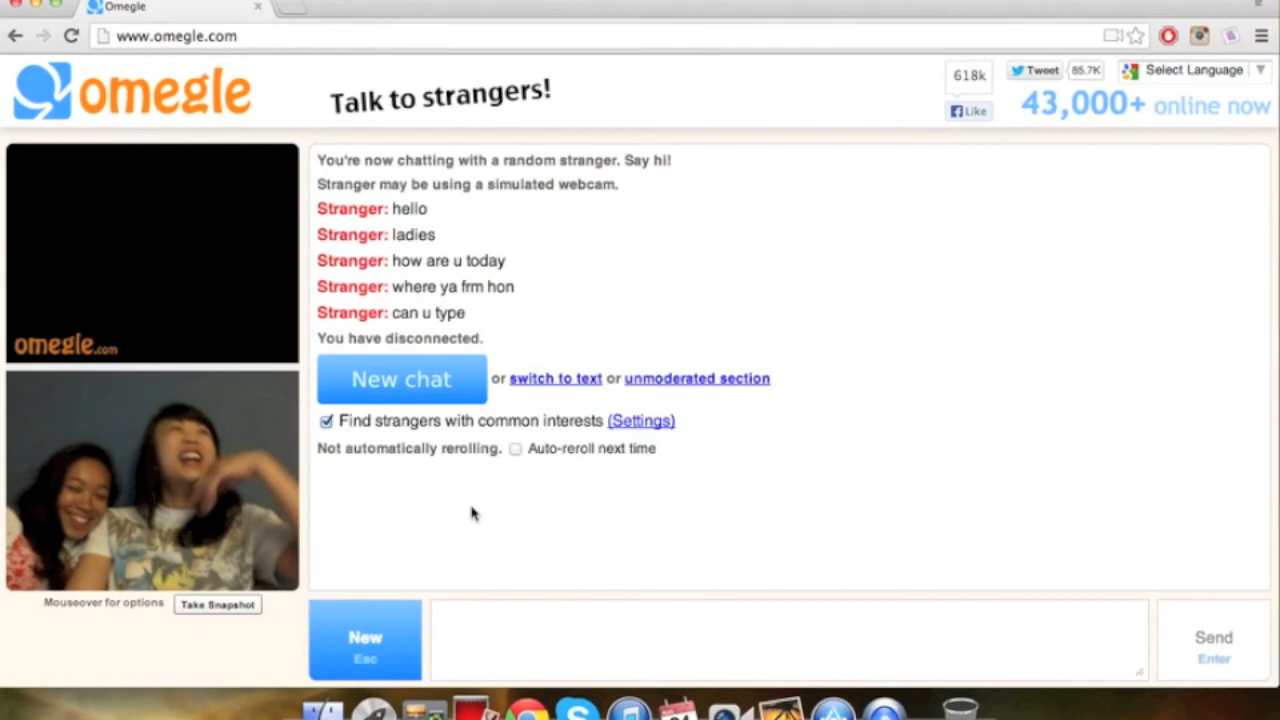 Omegle
www.omegle.com
omegle
Talk to strangers!
618k
Like
Tweet
85.7K
Select Language
43,000+ online now
You're now chatting with a random stranger. Say hi!
Stranger may be using a simulated webcam.
Stranger: hello
Stranger: ladies
Stranger: how are u today
Stranger: where ya frm hon
Stranger: can u type
You have disconnected.
New chat or switch to text or unmoderated section
Find strangers with common interests (Settings)
Not automatically rerolling. Auto-reroll next time
omegle.com
Mouseover for options Take Snapshot
New
Esc
Send
Enter